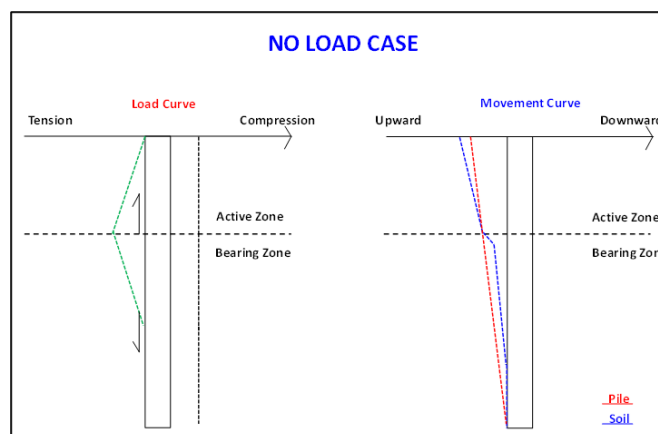 NO LOAD CASE
Load Curve
Tension
Compression
Active Zone
Bearing Zone
Movement Curve
Upward
Downward
Active Zone
Bearing Zone
Pile
Soil